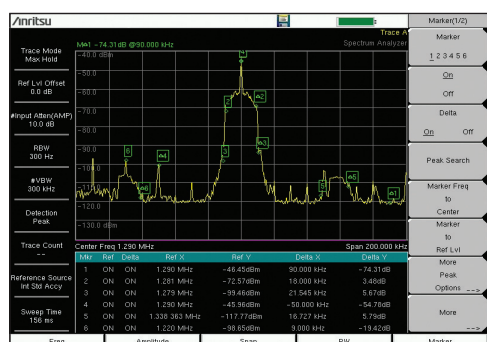 Anritsu
Trace A
Spectrum Analyzer
M▵1 -74.31dB @90.000 kHz
Trace Mode
Max Hold
Ref Lvl Offset
0.0 dB
#Input Atten(AMP)
10.0 dB
RBW
300 Hz
#VBW
300 kHz
Detection
Peak
Trace Count
--
Reference Source
Int Std Accy
Sweep Time
156 ms
-40.0 dBm
-50.0
-60.0
-70.0
-80.0
-90.0
-100.0
-120.0
-130.0 dBm
Center Freq 1.290 MHz Span 200.000 kHz
Mkr Ref Delta Ref X Ref Y Delta X Delta Y
1 ON ON 1.290 MHz -46.45dBm 90.000 kHz -74.31dB
2 ON ON 1.281 MHz -72.57dBm 18.000 kHz 3.48dB
3 ON ON 1.279 MHz -99.46dBm 21.545 kHz 5.67dB
4 ON ON 1.290 MHz -45.96dBm -50.000 kHz -54.78dB
5 ON ON 1.338 363 MHz -117.77dBm 16.727 kHz 5.79dB
6 ON ON 1.220 MHz -98.65dBm 9.000 kHz -19.42dB
Marker(1/2)
Marker
1 2 3 4 5 6
On
Off
Delta
On Off
Peak Search
Marker Freq
to
Center
Marker
to
Ref Lvl
More
Peak
Options -->
More
-->
Freq Amplitude Span BW Marker